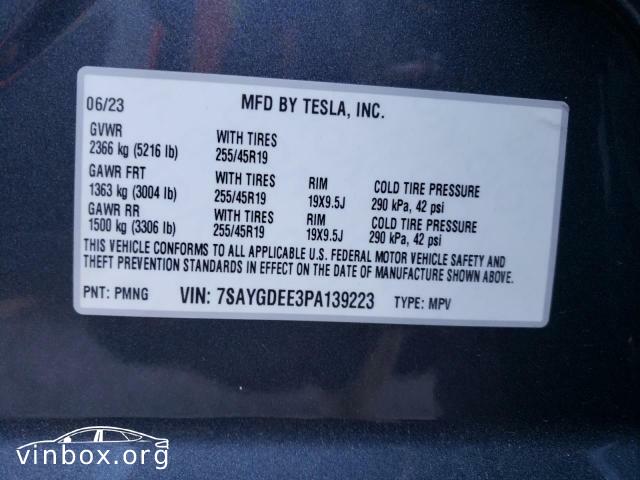 06/23 MFD BY TESLA, INC.
GVWR
2366 kg (5216 lb) WITH TIRES 255/45R19
GAWR FRT WITH TIRES RIM COLD TIRE PRESSURE
1363 kg (3004 lb) 255/45R19 19X9.5J 290 kPa, 42 psi
GAWR RR WITH TIRES RIM COLD TIRE PRESSURE
1500 kg (3306 lb) 255/45R19 19X9.5J 290 kPa, 42 psi
THIS VEHICLE CONFORMS TO ALL APPLICABLE U.S. FEDERAL MOTOR VEHICLE SAFETY AND
THEFT PREVENTION STANDARDS IN EFFECT ON THE DATE OF MANUFACTURE SHOWN ABOVE.
PNT: PMNG VIN: 7SAYGDEE3PA139223 TYPE: MPV
vinbox.org